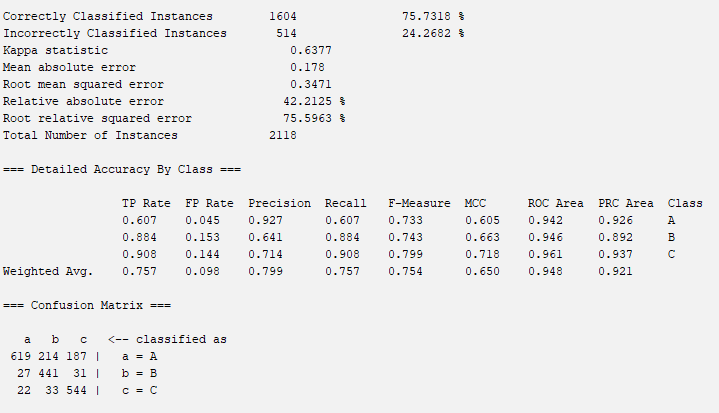 Correctly Classified Instances 1604 75.7318 %
Incorrectly Classified Instances 514 24.2682 %
Kappa statistic 0.6377
Mean absolute error 0.178
Root mean squared error 0.3471
Relative absolute error 42.2125 %
Root relative squared error 75.5963 %
Total Number of Instances 2118
=== Detailed Accuracy By Class ===
TP Rate FP Rate Precision Recall F-Measure MCC ROC Area PRC Area Class
0.607 0.045 0.927 0.607 0.733 0.605 0.942 0.926 A
0.884 0.153 0.641 0.884 0.743 0.663 0.946 0.892 B
0.908 0.144 0.714 0.908 0.799 0.718 0.961 0.937 C
Weighted Avg. 0.757 0.098 0.799 0.757 0.754 0.650 0.948 0.921
=== Confusion Matrix ===
a b c <-- classified as
619 214 187 | a = A
27 441 31 | b = B
22 33 544 | c = C